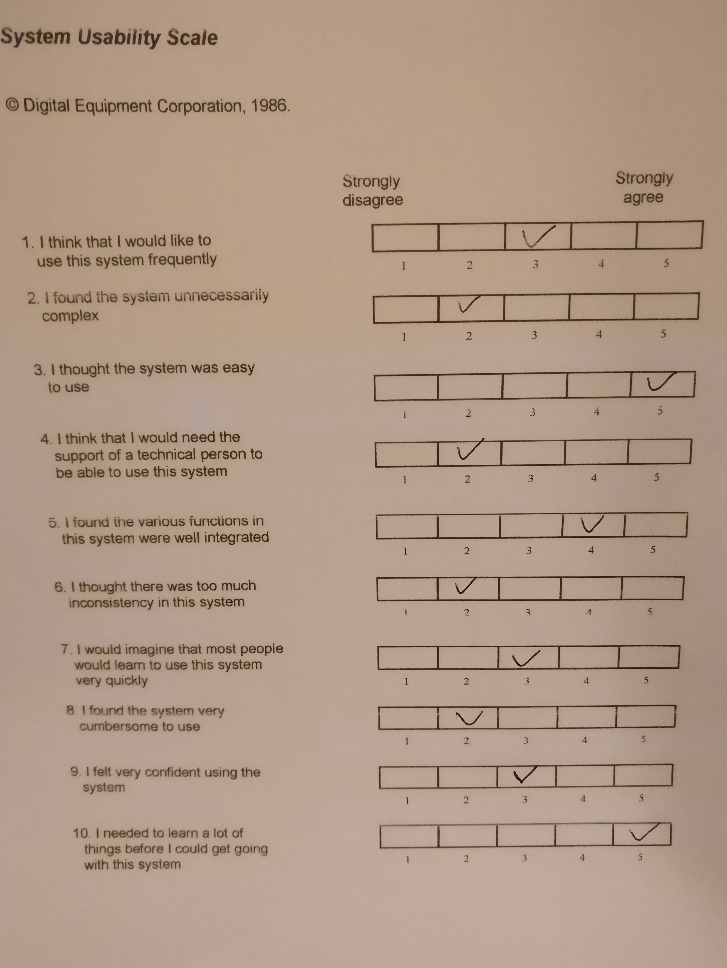 System Usability Scale
© Digital Equipment Corporation, 1986.
Strongly
disagree
Strongly
agree
1. I think that I would like to
use this system frequently
1 2 3 4 5
2. I found the system unnecessarily
complex
1 2 3 4 5
3. I thought the system was easy
to use
1 2 3 4 5
4. I think that I would need the
support of a technical person to
be able to use this system
1 2 3 4 5
5. I found the various functions in
this system were well integrated
1 2 3 4 5
6. I thought there was too much
inconsistency in this system
1 2 3 4 5
7. I would imagine that most people
would learn to use this system
very quickly
1 2 3 4 5
8. I found the system very
cumbersome to use
1 2 3 4 5
9. I felt very confident using the
system
1 2 3 4 5
10. I needed to learn a lot of
things before I could get going
with this system
1 2 3 4 5